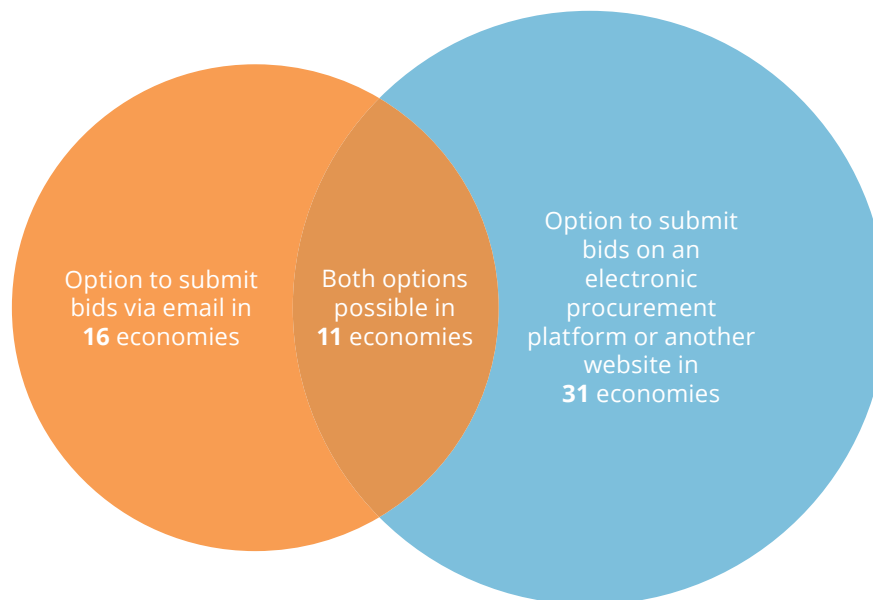 Option to submit
bids via email in
16 economies
Both options
possible in
11 economies
Option to submit
bids on an
electronic
procurement
platform or another
website in
31 economies